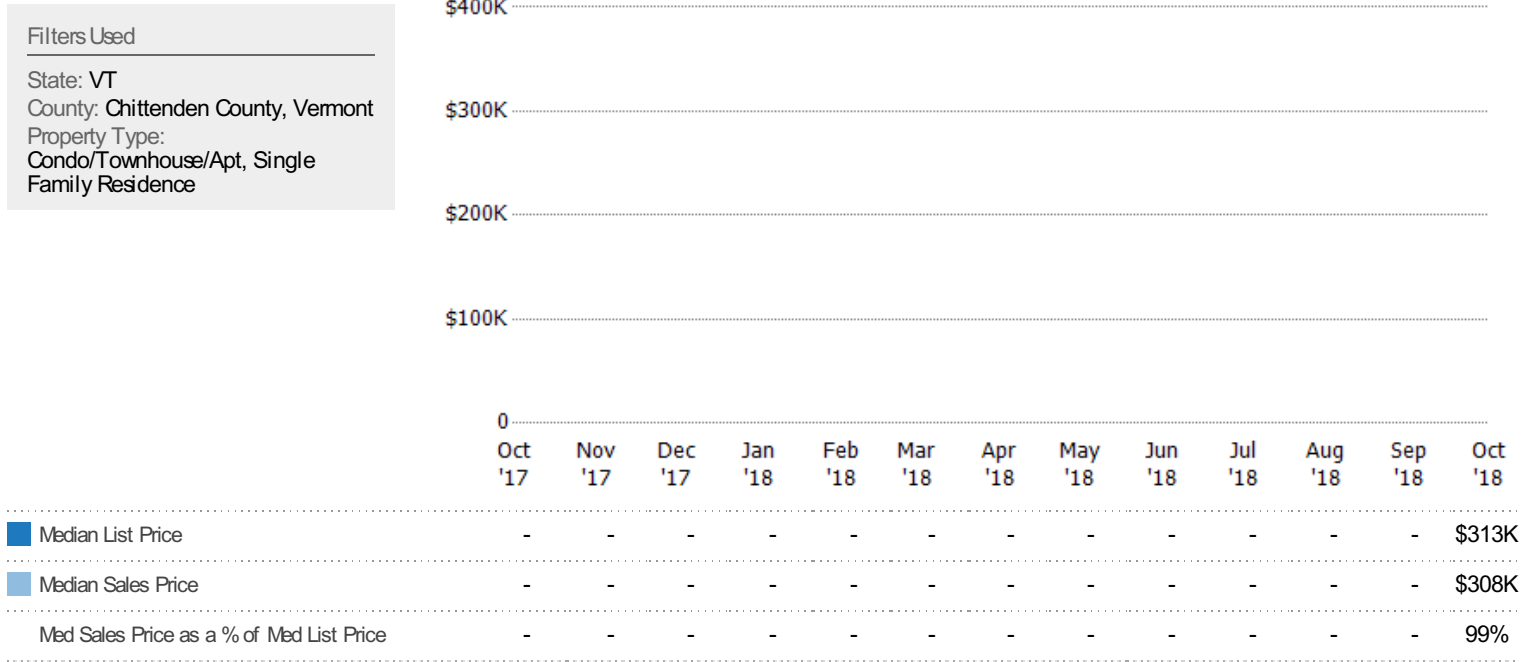 Filters Used
State: VT
County: Chittenden County, Vermont
Property Type:
Condo/Townhouse/Apt, Single
Family Residence
$400K
$300K
$200K
$100K
0
Oct Nov Dec Jan Feb Mar Apr May Jun Jul Aug Sep Oct
'17 '17 '17 '18 '18 '18 '18 '18 '18 '18 '18 '18 '18
Median List Price - - - - - - - - - - - - $313K
Median Sales Price - - - - - - - - - - - - $308K
Med Sales Price as a % of Med List Price - - - - - - - - - - - - 99%